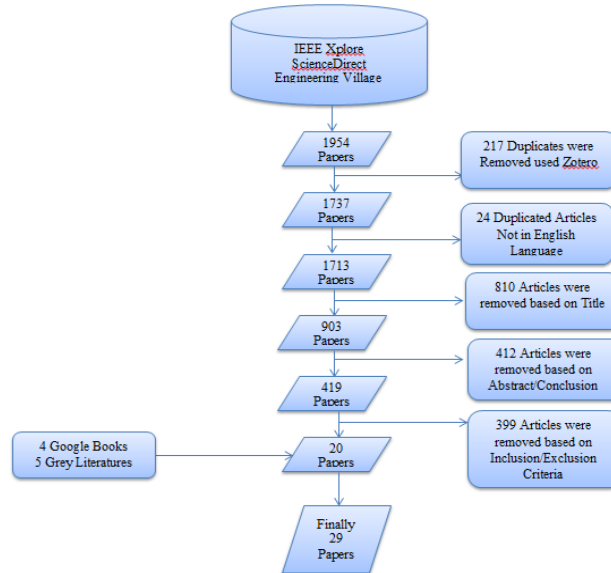 IEEE Xplore
ScienceDirect
Engineering Village
1954
Papers
217 Duplicates were
Removed used Zotero
1737
Papers
24 Duplicated Articles
Not in English
Language
1713
Papers
810 Articles were
removed based on Title
903
Papers
412 Articles were
removed based on
Abstract/Conclusion
419
Papers
399 Articles were
removed based on
Inclusion/Exclusion
Criteria
4 Google Books
5 Grey Literatures
20
Papers
Finally
29
Papers